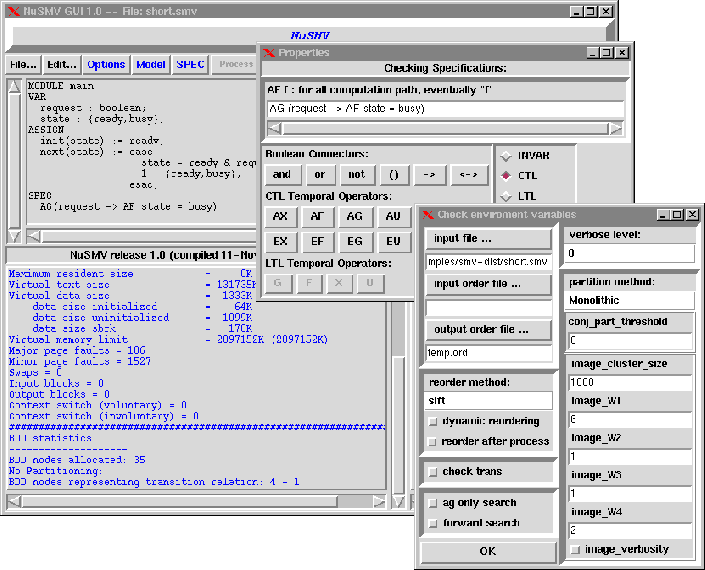 NuSMV GUI 1.0 -- File: short.smv
NuSMV
File...
Edit...
Options
Model
SPEC
Process
MODULE main
VAR
request : boolean;
state : {ready,busy};
ASSIGN
init(state) := ready;
next(state) := case
state = ready & requ
1 : {ready,busy};
esac;
SPEC
AG(request -> AF state = busy)
NuSMV release 1.0 (compiled 11-Nov
Maximum resident size = 0K
Virtual text size = 131735K
Virtual data size = 1333K
data size initialized = 64K
data size uninitialized = 1099K
data size sbrk = 170K
Virtual memory limit = 2097152K (2097152K)
Major page faults = 106
Minor page faults = 1527
Swaps = 0
Input blocks = 0
Output blocks = 0
Context switch (voluntary) = 0
Context switch (involuntary) = 0
################################################################
BDD statistics
--------------------
BDD nodes allocated: 35
No Partitioning:
BDD nodes representing transition relation: 4 + 1
Properties
Checking Specifications:
AF f : for all computation path, eventually "f"
AG (request -> AF state = busy)
Boolean Connectors:
and
or
not
()
->
<->
CTL Temporal Operators:
AX
AF
AG
AU
EX
EF
EG
EU
LTL Temporal Operators:
G
F
X
U
INVAR
CTL
LTL
Check enviroment variables
input file ...
mples/smv-dist/short.smv
input order file ...
output order file ...
temp.ord
reorder method:
sift
dynamic reordering
reorder after process
check trans
ag only search
forward search
OK
verbose level:
0
partition method:
Monolithic
conj_part_threshold
0
image_cluster_size
1000
image_W1
6
image_W2
1
image_W3
1
image_W4
2
image_verbosity